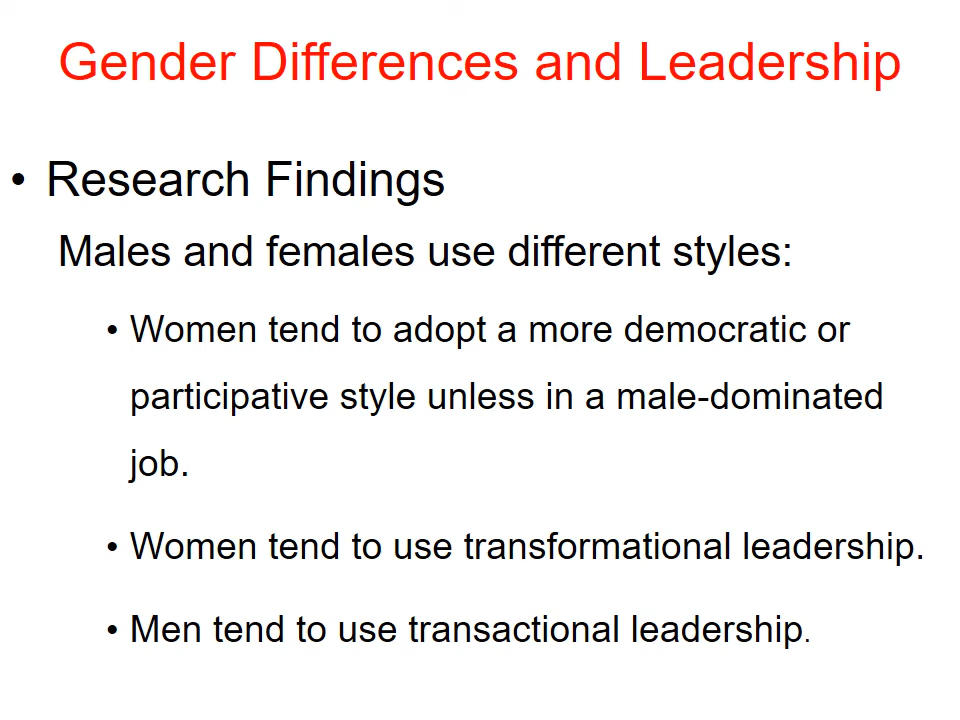 Gender Differences and Leadership
• Research Findings
Males and females use different styles:
• Women tend to adopt a more democratic or
participative style unless in a male-dominated
job.
• Women tend to use transformational leadership.
• Men tend to use transactional leadership.